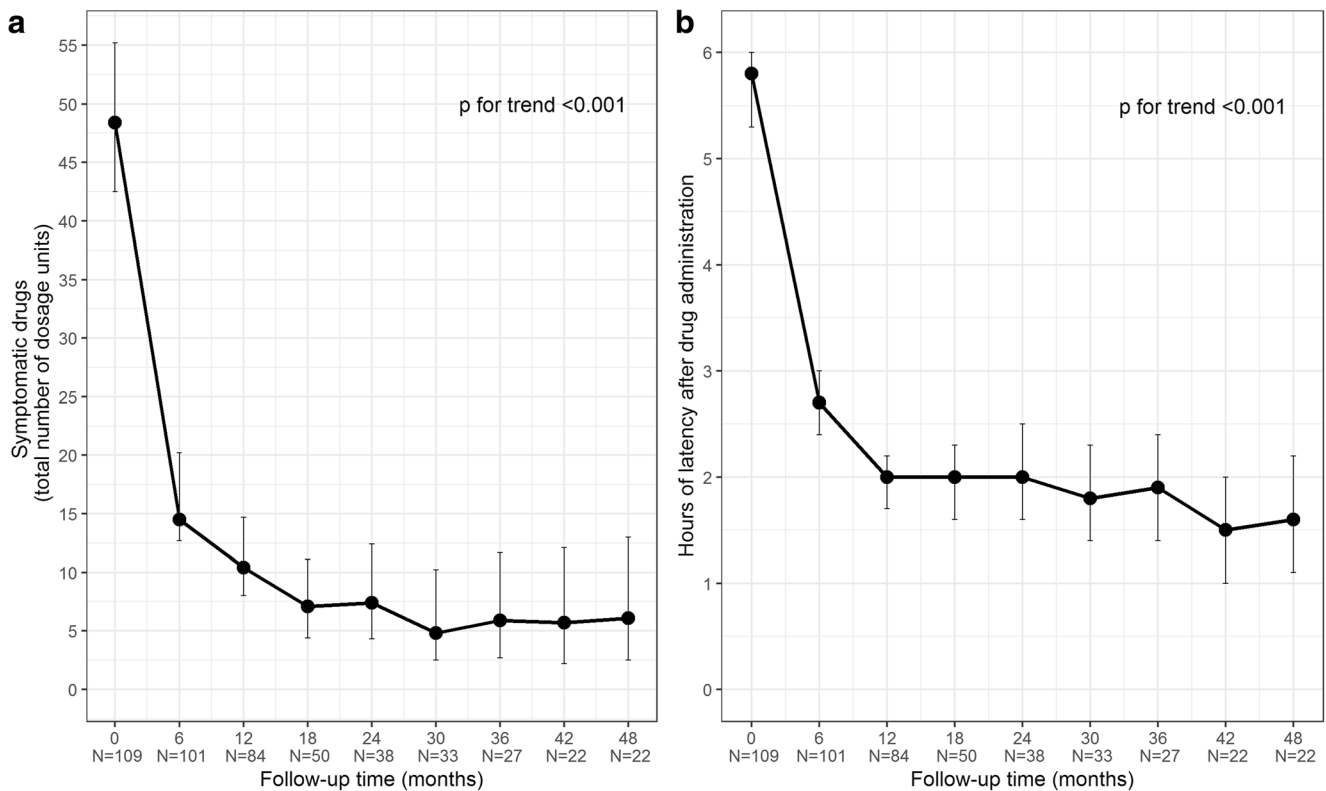 a
Symptomatic drugs
(total number of dosage units)
55
50
45
40
35
30
25
20
15
10
5
0
p for trend <0.001
0 6 12 18 24 30 36 42 48
N=109 N=101 N=84 N=50 N=38 N=33 N=27 N=22 N=22
Follow-up time (months)
b
Hours of latency after drug administration
6
5
4
3
2
1
0
p for trend <0.001
0 6 12 18 24 30 36 42 48
N=109 N=101 N=84 N=50 N=38 N=33 N=27 N=22 N=22
Follow-up time (months)